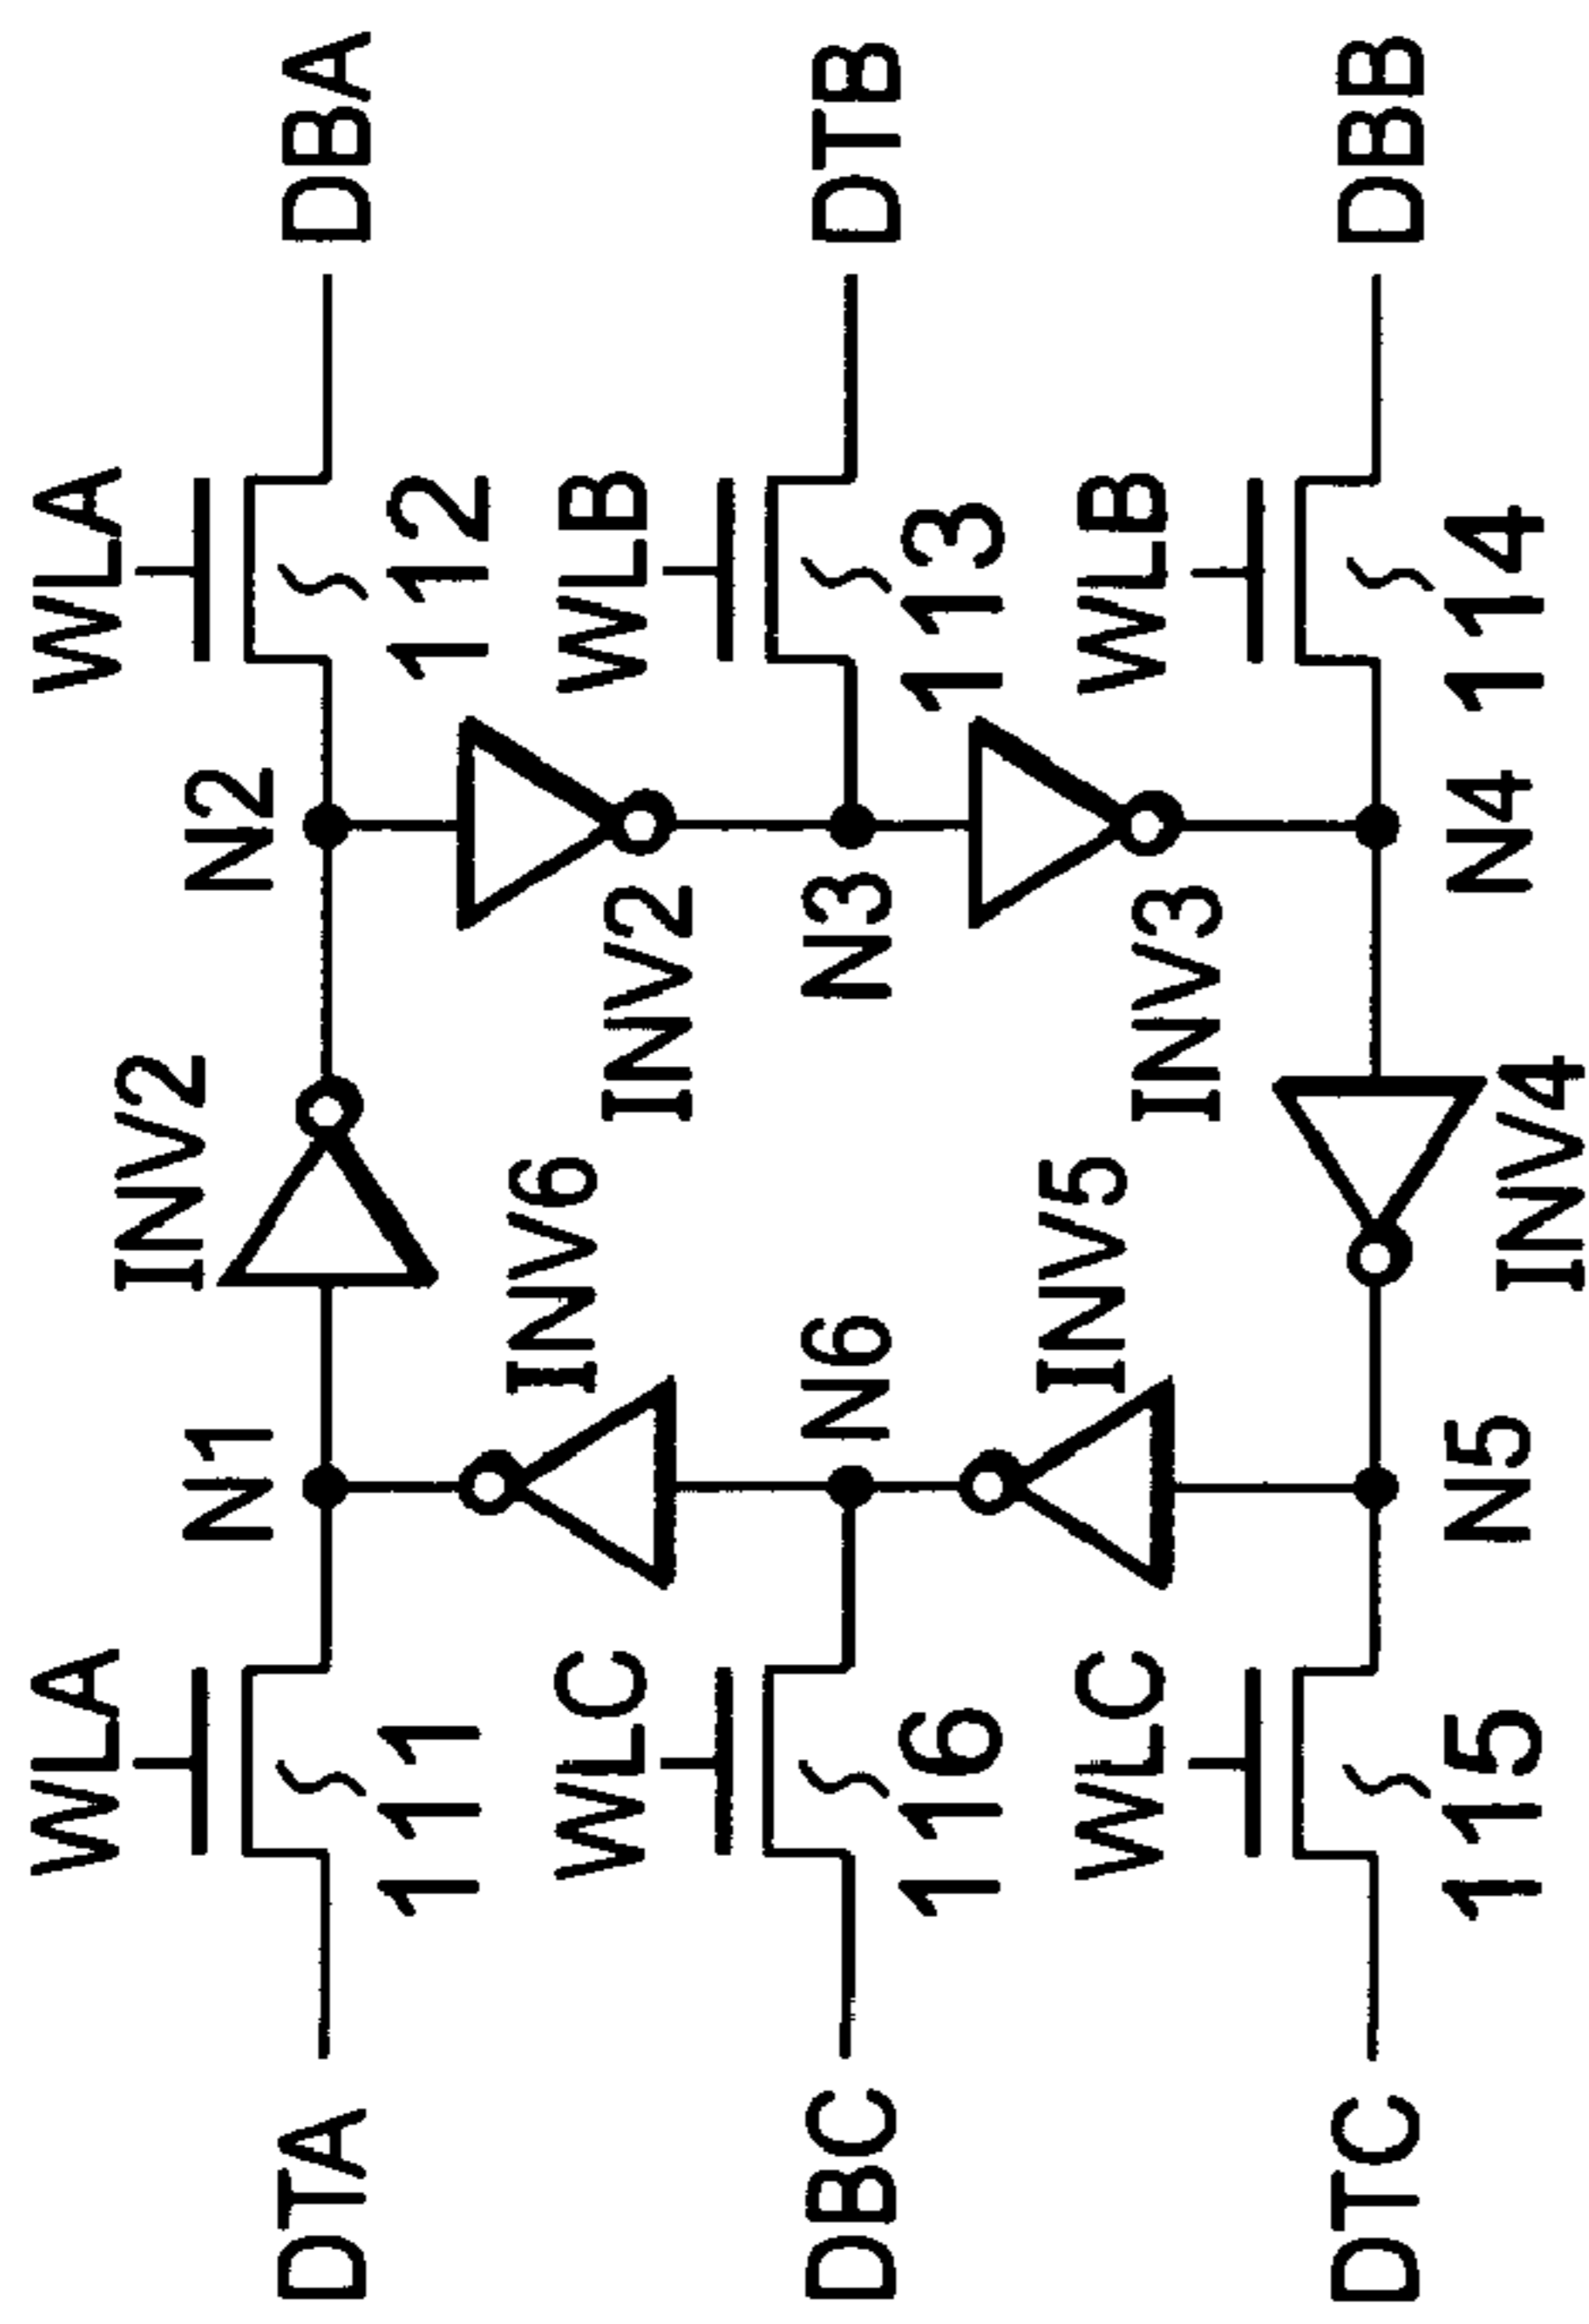 WLA
WLA
INV2
N1
N2
DTA
DBA
111
112
INV6
WLC
WLB
INV2
DBC
N6
N3
DTB
116
113
INV5
WLC
WLB
INV3
DTC
DBB
115
N5
N4
114
INV4